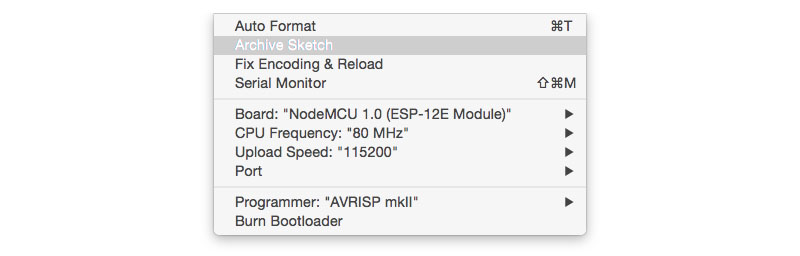 Auto Format ⌘T
Archive Sketch
Fix Encoding & Reload
Serial Monitor ⇧⌘M
Board: "NodeMCU 1.0 (ESP-12E Module)"
CPU Frequency: "80 MHz"
Upload Speed: "115200"
Port
Programmer: "AVRISP mkII"
Burn Bootloader